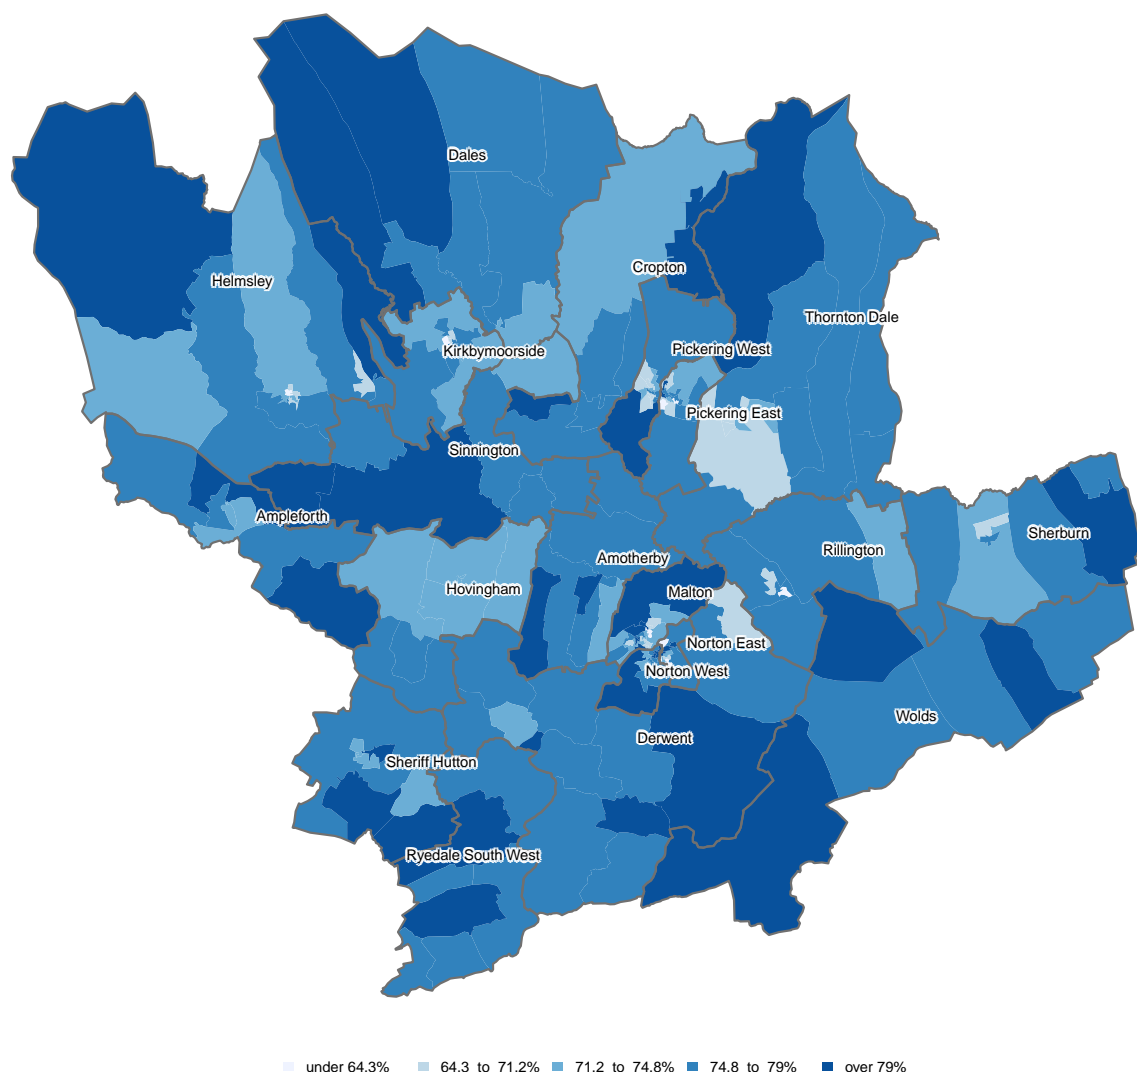 Dales
Cropton
Helmsley
Thornton Dale
Pickering West
Kirkbymoorside
Pickering East
Sinnington
Ampleforth
Sherburn
Rillington
Amotherby
Hovingham
Malton
Norton East
Norton West
Wolds
Derwent
Sheriff Hutton
Ryedale South West
under 64.3% 64.3 to 71.2% 71.2 to 74.8% 74.8 to 79% over 79%